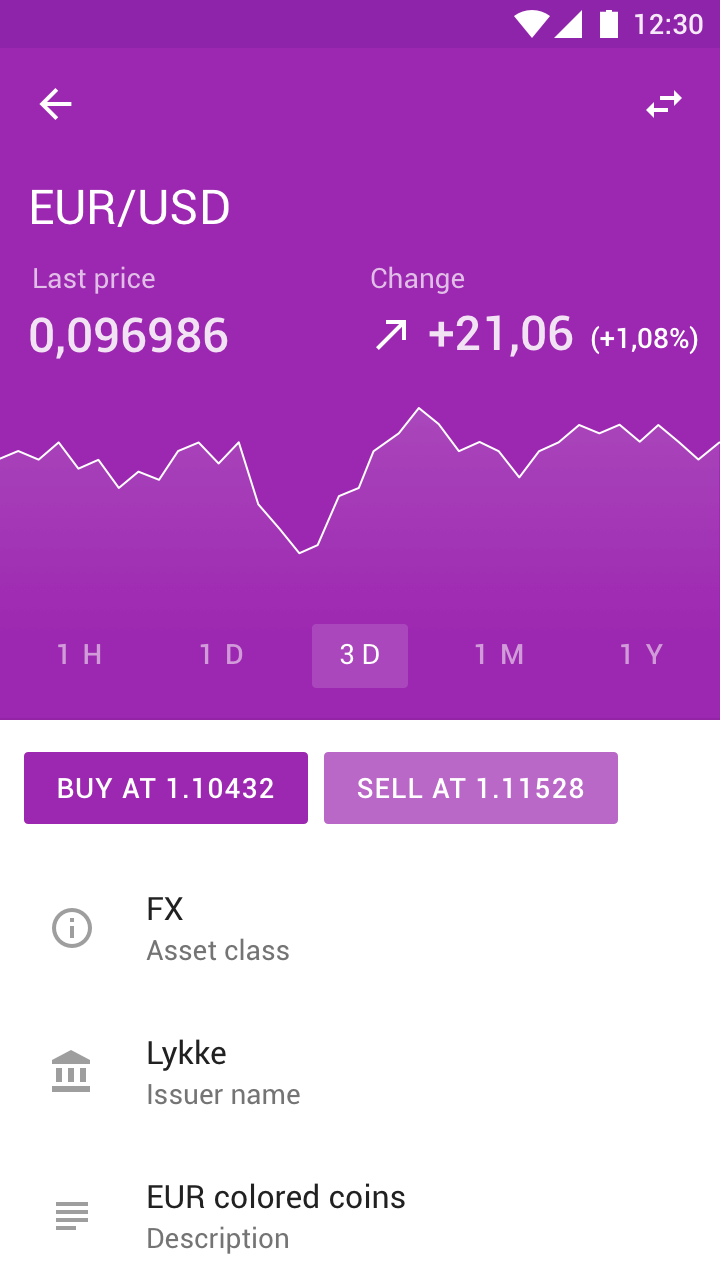 12:30
EUR/USD
Last price
Change
0,096986
+21,06 (+1,08%)
1 H
1 D
3 D
1 M
1 Y
BUY AT 1.10432
SELL AT 1.11528
FX
Asset class
Lykke
Issuer name
EUR colored coins
Description